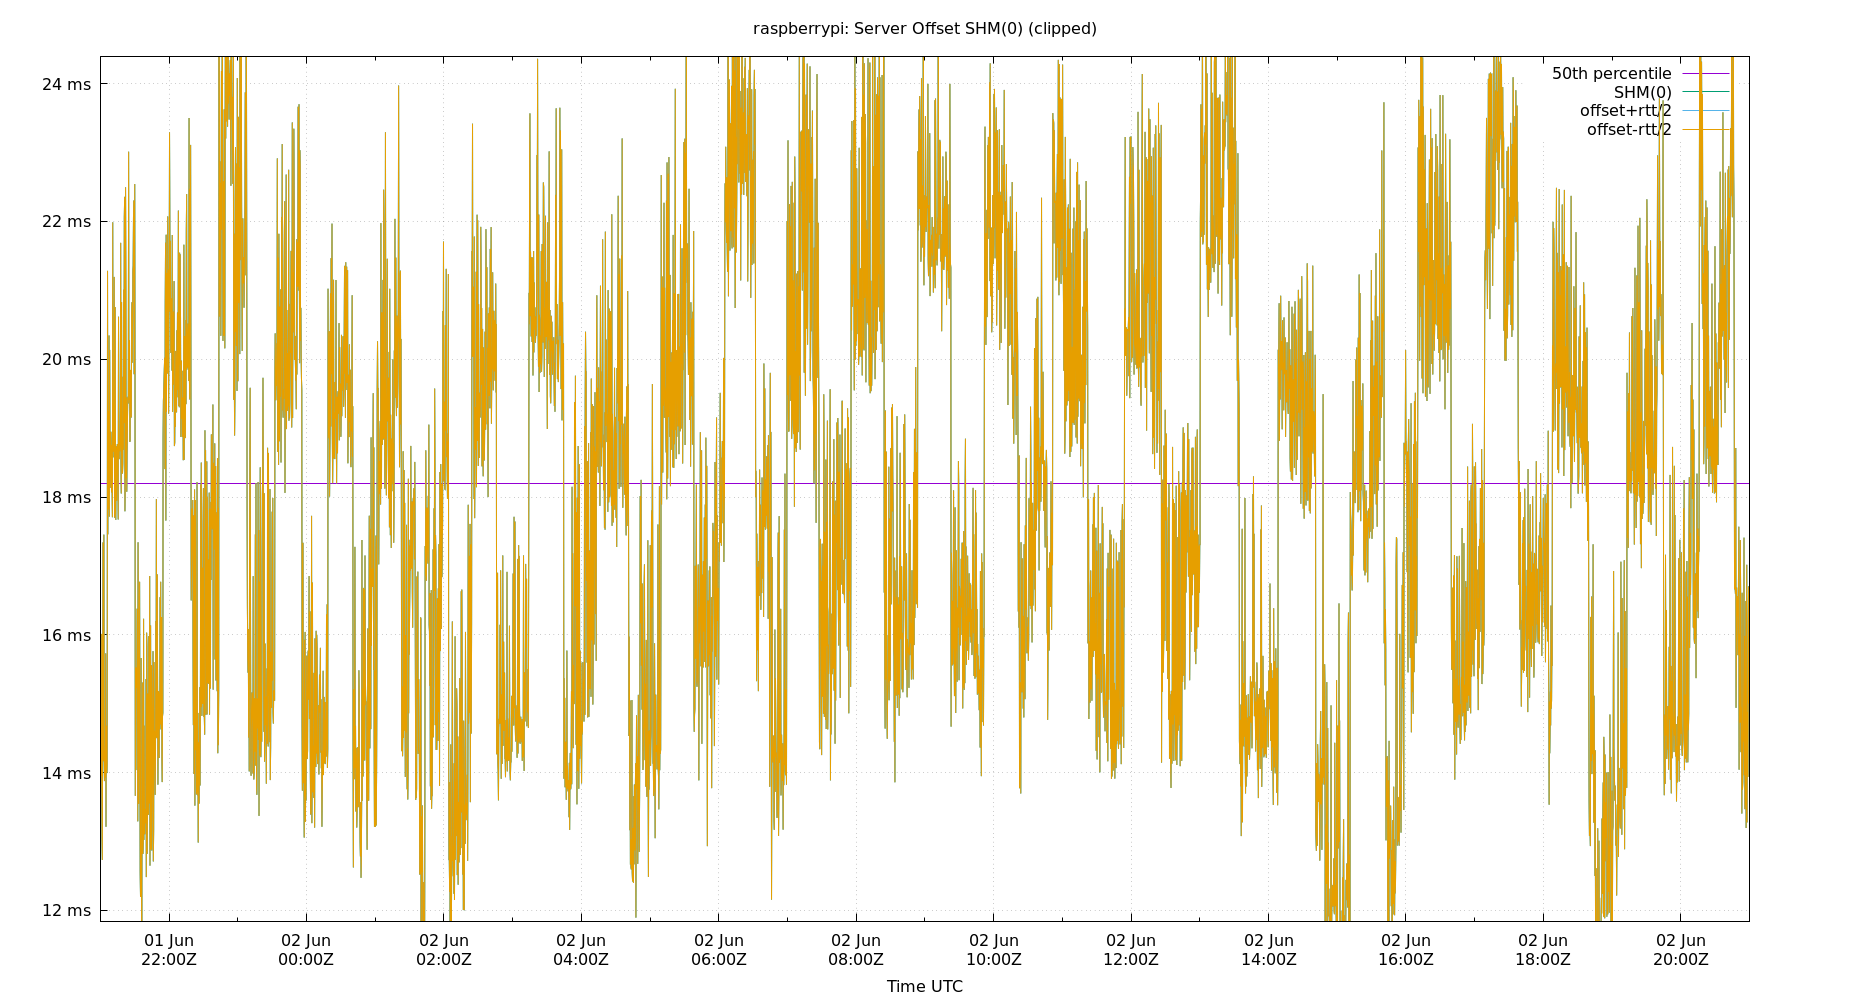 raspberrypi: Server Offset SHM(0) (clipped)
50th percentile
SHM(0)
offset+rtt/2
offset-rtt/2
24 ms
22 ms
20 ms
18 ms
16 ms
14 ms
12 ms
01 Jun 02 Jun 02 Jun 02 Jun 02 Jun 02 Jun 02 Jun 02 Jun 02 Jun 02 Jun 02 Jun 02 Jun
22:00Z 00:00Z 02:00Z 04:00Z 06:00Z 08:00Z 10:00Z 12:00Z 14:00Z 16:00Z 18:00Z 20:00Z
Time UTC